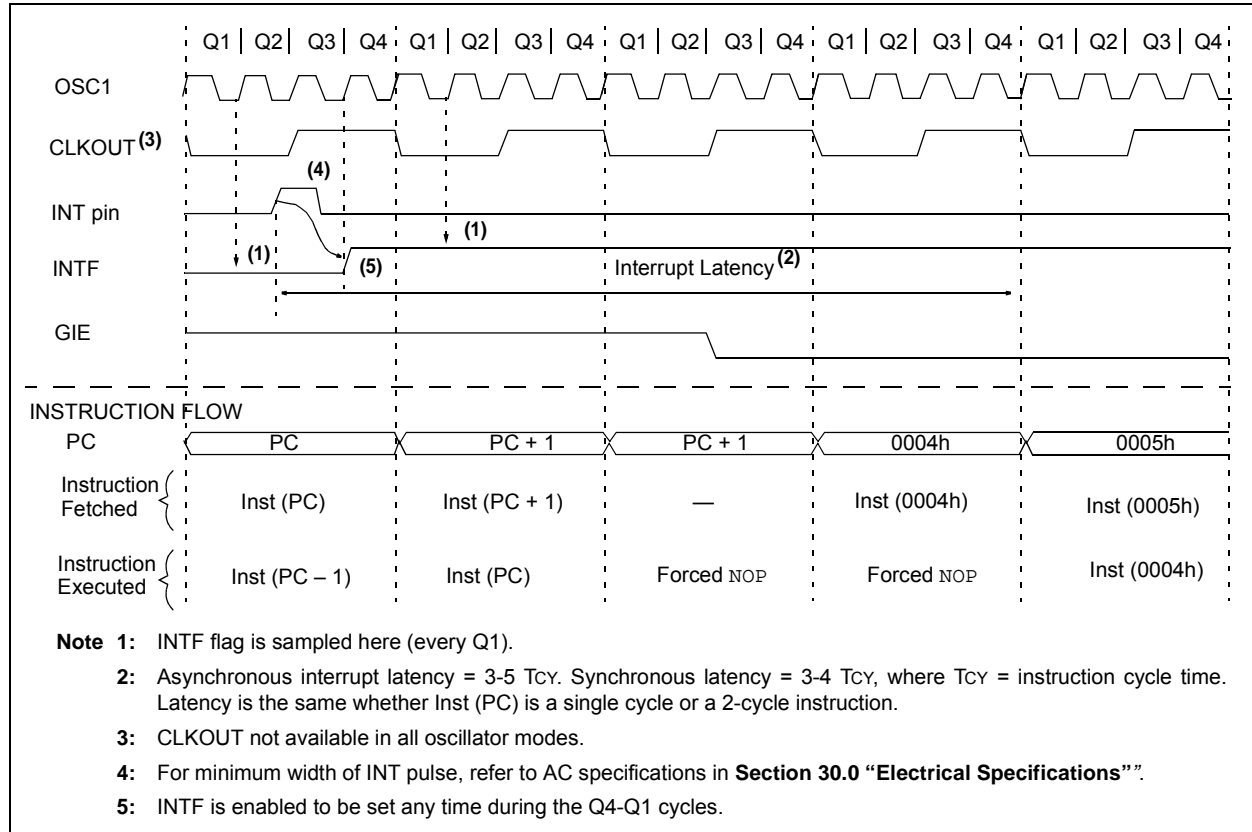 Q1 | Q2 | Q3 | Q4 Q1 | Q2 | Q3 | Q4 Q1 | Q2 | Q3 | Q4 Q1 | Q2 | Q3 | Q4 Q1 | Q2 | Q3 | Q4
OSC1
CLKOUT(3)
(4)
INT pin
(1) (1)
INTF (5) Interrupt Latency(2)
GIE
INSTRUCTION FLOW
PC PC PC + 1 PC + 1 0004h 0005h
Instruction
Fetched
Inst (PC) Inst (PC + 1) — Inst (0004h) Inst (0005h)
Instruction
Executed
Inst (PC – 1) Inst (PC) Forced NOP Forced NOP Inst (0004h)
Note 1: INTF flag is sampled here (every Q1).
2: Asynchronous interrupt latency = 3-5 TCY. Synchronous latency = 3-4 TCY, where TCY = instruction cycle time.
Latency is the same whether Inst (PC) is a single cycle or a 2-cycle instruction.
3: CLKOUT not available in all oscillator modes.
4: For minimum width of INT pulse, refer to AC specifications in Section 30.0 “Electrical Specifications””.
5: INTF is enabled to be set any time during the Q4-Q1 cycles.